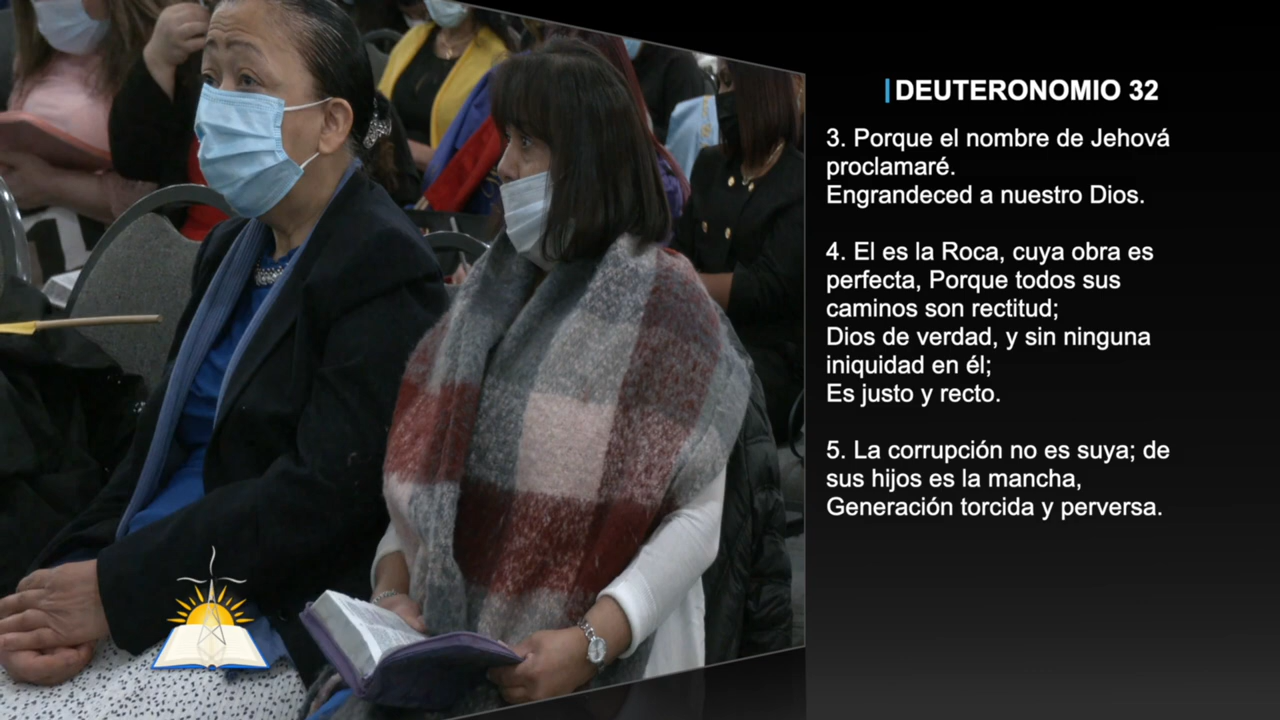 DEUTERONOMIO 32
3. Porque el nombre de Jehová
proclamaré.
Engrandeced a nuestro Dios.
4. El es la Roca, cuya obra es
perfecta, Porque todos sus
caminos son rectitud;
Dios de verdad, y sin ninguna
iniquidad en él;
Es justo y recto.
5. La corrupción no es suya; de
sus hijos es la mancha,
Generación torcida y perversa.